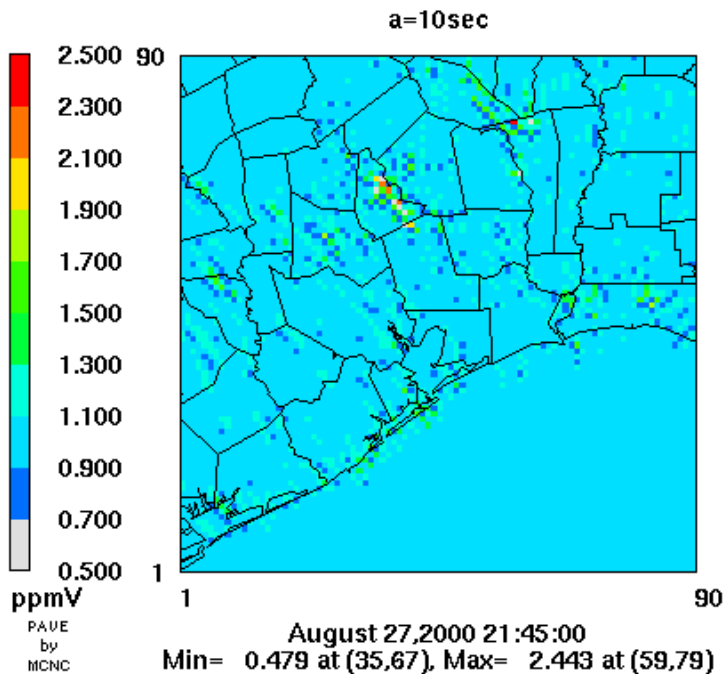 a=10sec
2.500
2.300
2.100
1.900
1.700
1.500
1.300
1.100
0.900
0.700
0.500
ppmV
PAVE
by
MCNC
90
1
1
90
August 27,2000 21:45:00
Min= 0.479 at (35,67), Max= 2.443 at (59,79)